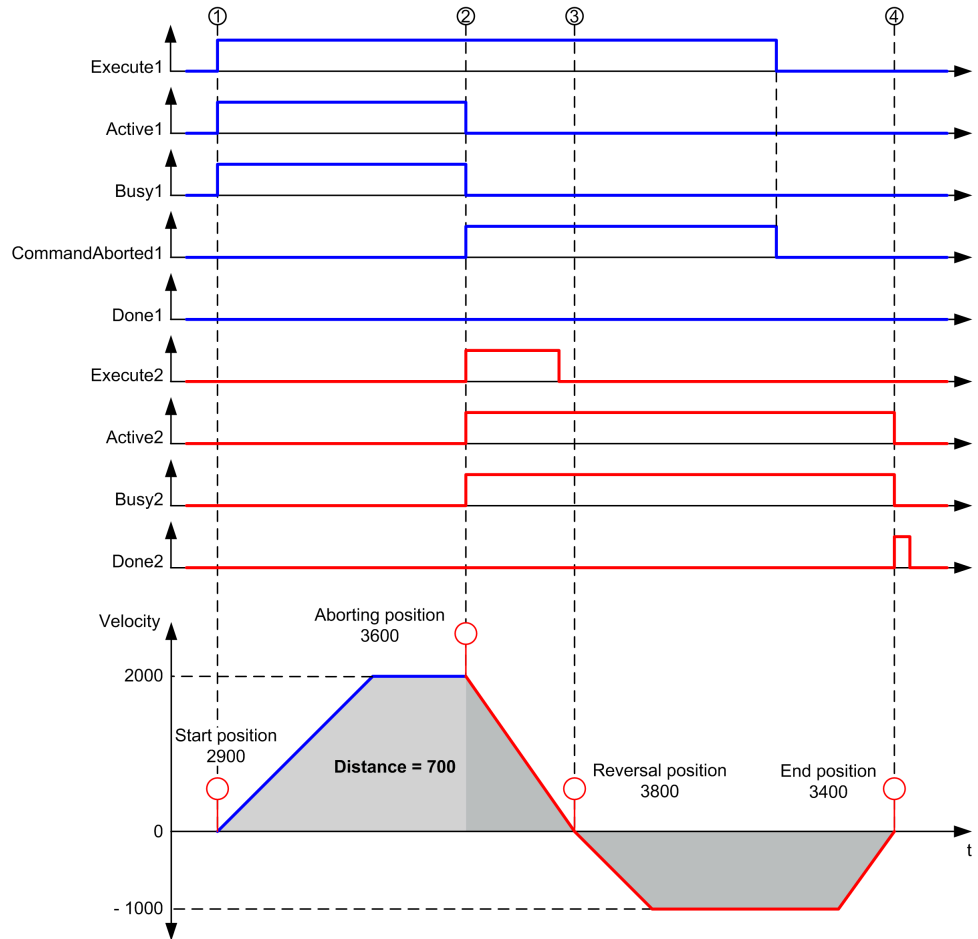 ① ② ③ ④
Execute1
Active1
Busy1
CommandAborted1
Done1
Execute2
Active2
Busy2
Done2
Velocity
Aborting position
3600
2000
Start position
2900
Distance = 700
Reversal position
3800
End position
3400
0
t
- 1000